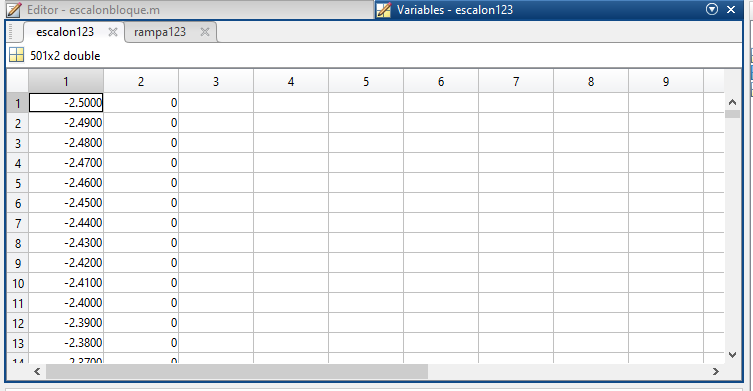 Editor - escalonbloque.m
Variables - escalon123
escalon123
rampa123
501x2 double
1 2 3 4 5 6 7 8 9
1 -2.5000 0
2 -2.4900 0
3 -2.4800 0
4 -2.4700 0
5 -2.4600 0
6 -2.4500 0
7 -2.4400 0
8 -2.4300 0
9 -2.4200 0
10 -2.4100 0
11 -2.4000 0
12 -2.3900 0
13 -2.3800 0
14 -2.3700 0